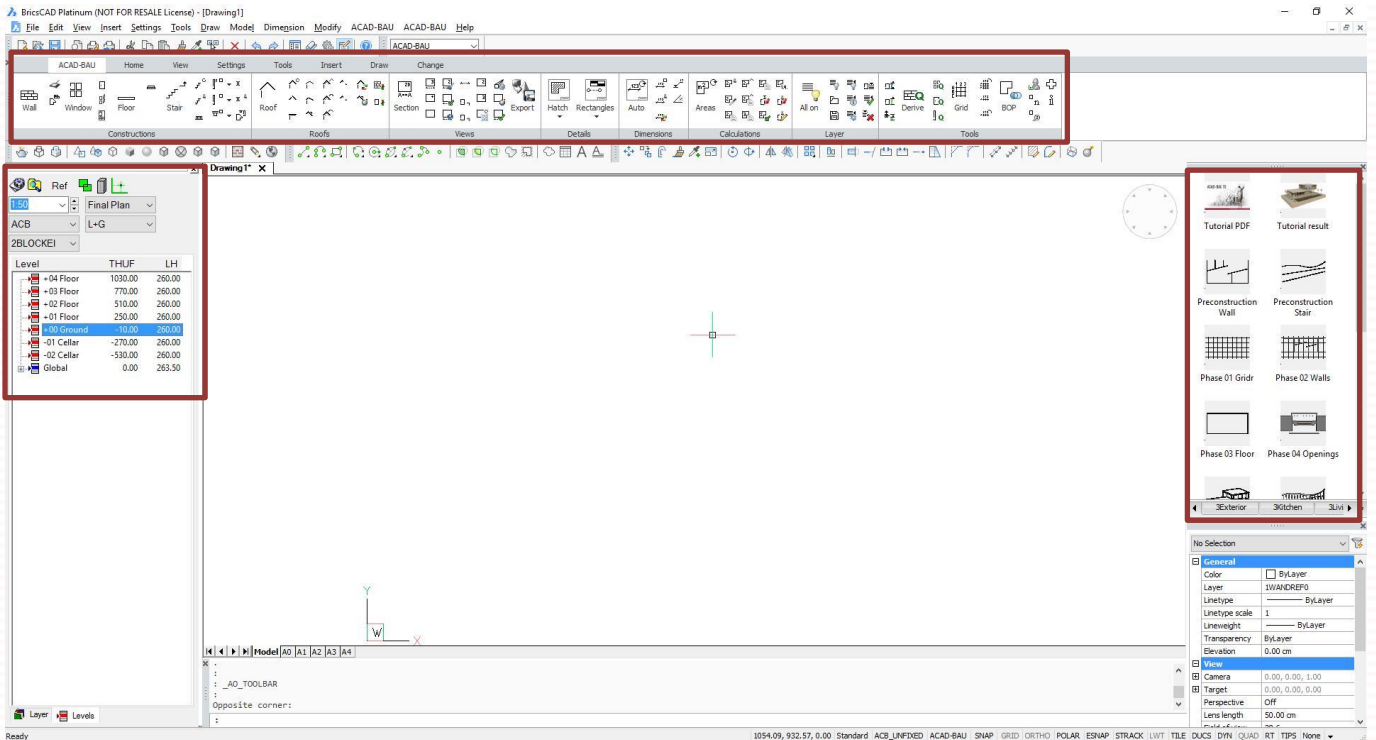 BricsCAD Platinum (NOT FOR RESALE License) - [Drawing1]
File Edit View Insert Settings Tools Draw Model Dimension Modify ACAD-BAU ACAD-BAU Help
ACAD-BAU
ACAD-BAU Home View Settings Tools Insert Draw Change
Wall Window Floor Stair Roof Section Export Hatch Rectangles Auto Areas All on Derive Grid BOP
Constructions Roofs Views Details Dimensions Calculations Layer Tools
Drawing1* X
Ref
1:50 Final Plan
ACB L+G
2BLOCKEI
Level THUF LH
+04 Floor 1030.00 260.00
+03 Floor 770.00 260.00
+02 Floor 510.00 260.00
+01 Floor 250.00 260.00
+00 Ground -10.00 260.00
-01 Cellar -270.00 260.00
-02 Cellar -530.00 260.00
Global 0.00 263.50
Layer Levels
Y
W X
Model A0 A1 A2 A3 A4
:
: _AO_TOOLBAR
:
Opposite corner:
:
Tutorial PDF Tutorial result
Preconstruction Wall Preconstruction Stair
Phase 01 Gridr Phase 02 Walls
Phase 03 Floor Phase 04 Openings
3Exterior 3Kitchen 3Livi
No Selection
General
Color ByLayer
Layer 1WANDREF0
Linetype ByLayer
Linetype scale 1
Lineweight ByLayer
Transparency ByLayer
Elevation 0.00 cm
View
Camera 0.00, 0.00, 1.00
Target 0.00, 0.00, 0.00
Perspective Off
Lens length 50.00 cm
Ready 1054.09, 932.57, 0.00 Standard ACB_UNFIXED ACAD-BAU SNAP GRID ORTHO POLAR ESNAP STRACK LWT TILE DUCS DYN QUAD RT TIPS None